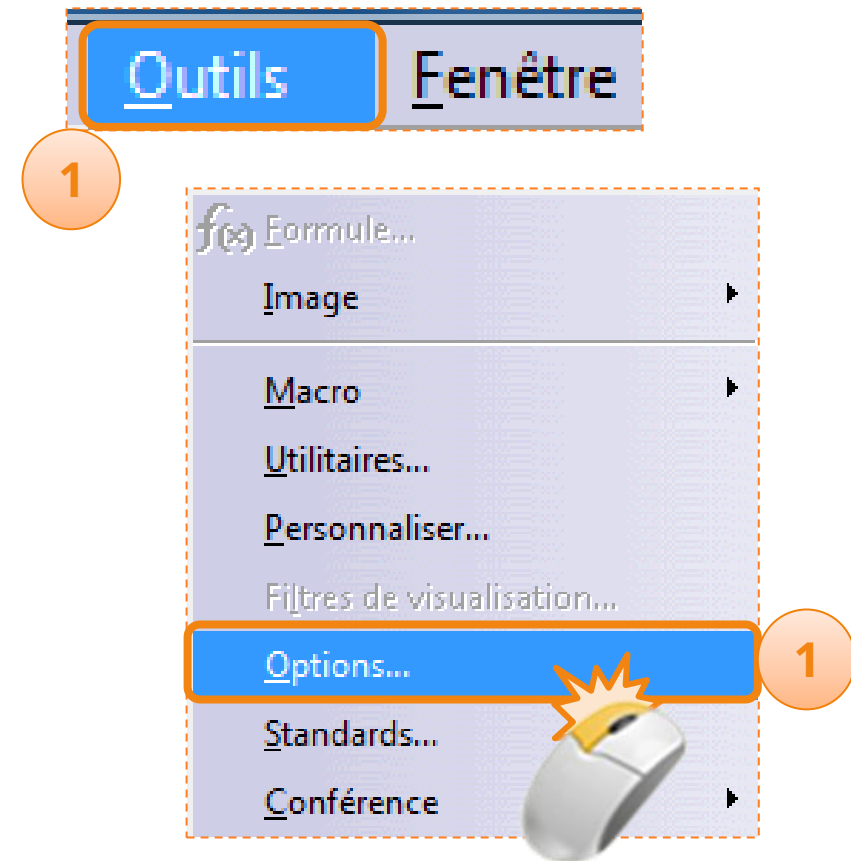 Outils Fenêtre
1
f(x) Formule...
Image
Macro
Utilitaires...
Personnaliser...
Filtres de visualisation...
Options...
1
Standards...
Conférence